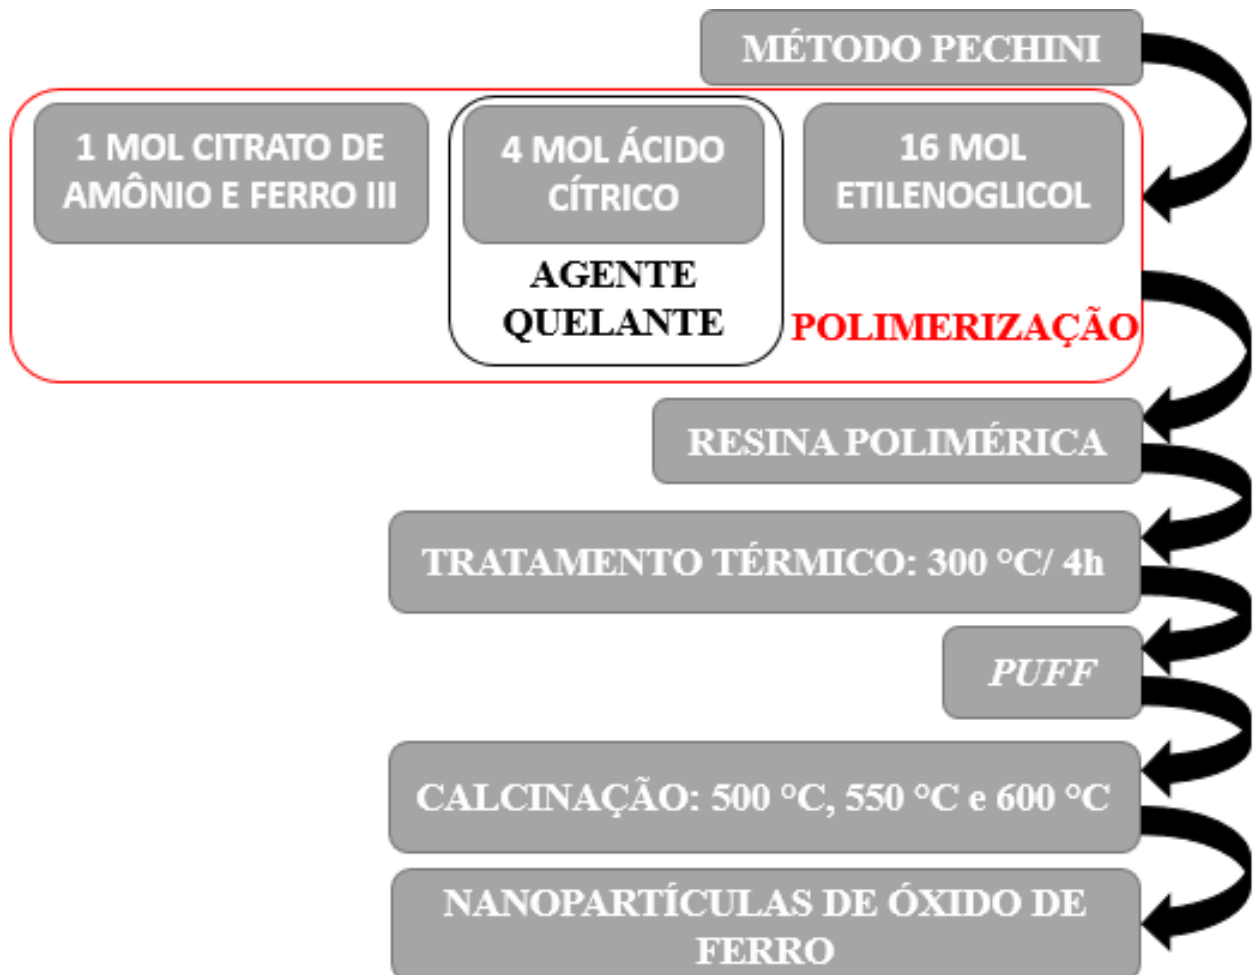 MÉTODO PECHINI
1 MOL CITRATO DE
AMÔNIO E FERRO III
4 MOL ÁCIDO
CÍTRICO
16 MOL
ETILENOGLICOL
AGENTE
QUELANTE
POLIMERIZAÇÃO
RESINA POLIMÉRICA
TRATAMENTO TÉRMICO: 300 °C/ 4h
PUFF
CALCINAÇÃO: 500 °C, 550 °C e 600 °C
NANOPARTÍCULAS DE ÓXIDO DE
FERRO